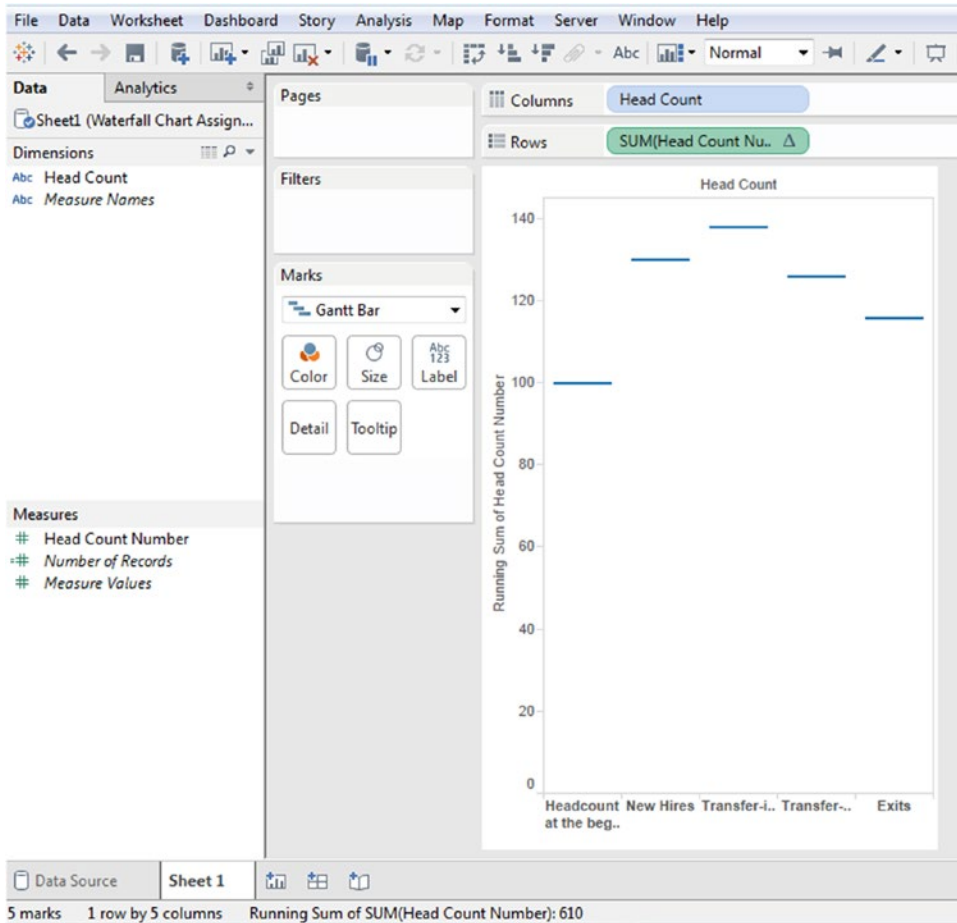 File Data Worksheet Dashboard Story Analysis Map Format Server Window Help
Abc Normal
Data Analytics
Sheet1 (Waterfall Chart Assign...
Dimensions
Abc Head Count
Abc Measure Names
Measures
# Head Count Number
=# Number of Records
# Measure Values
Pages
Filters
Marks
Gantt Bar
Color Size Abc 123 Label
Detail Tooltip
Columns Head Count
Rows SUM(Head Count Nu.. Δ
Head Count
Running Sum of Head Count Number
140
120
100
80
60
40
20
0
Headcount at the beg.. New Hires Transfer-i.. Transfer-... Exits
Data Source Sheet 1
5 marks 1 row by 5 columns Running Sum of SUM(Head Count Number): 610